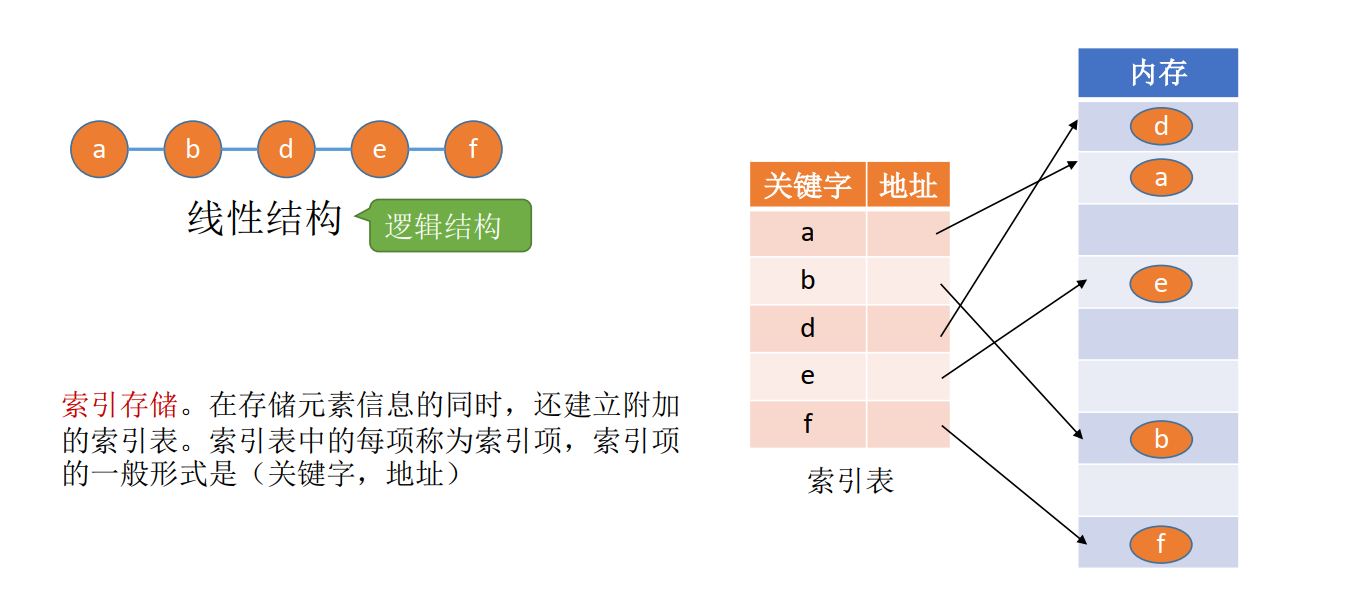 a b d e f
线性结构
逻辑结构
索引存储。在存储元素信息的同时，还建立附加
的索引表。索引表中的每项称为索引项，索引项
的一般形式是（关键字，地址）
关键字 地址
a
b
d
e
f
索引表
内存
d
a
e
b
f